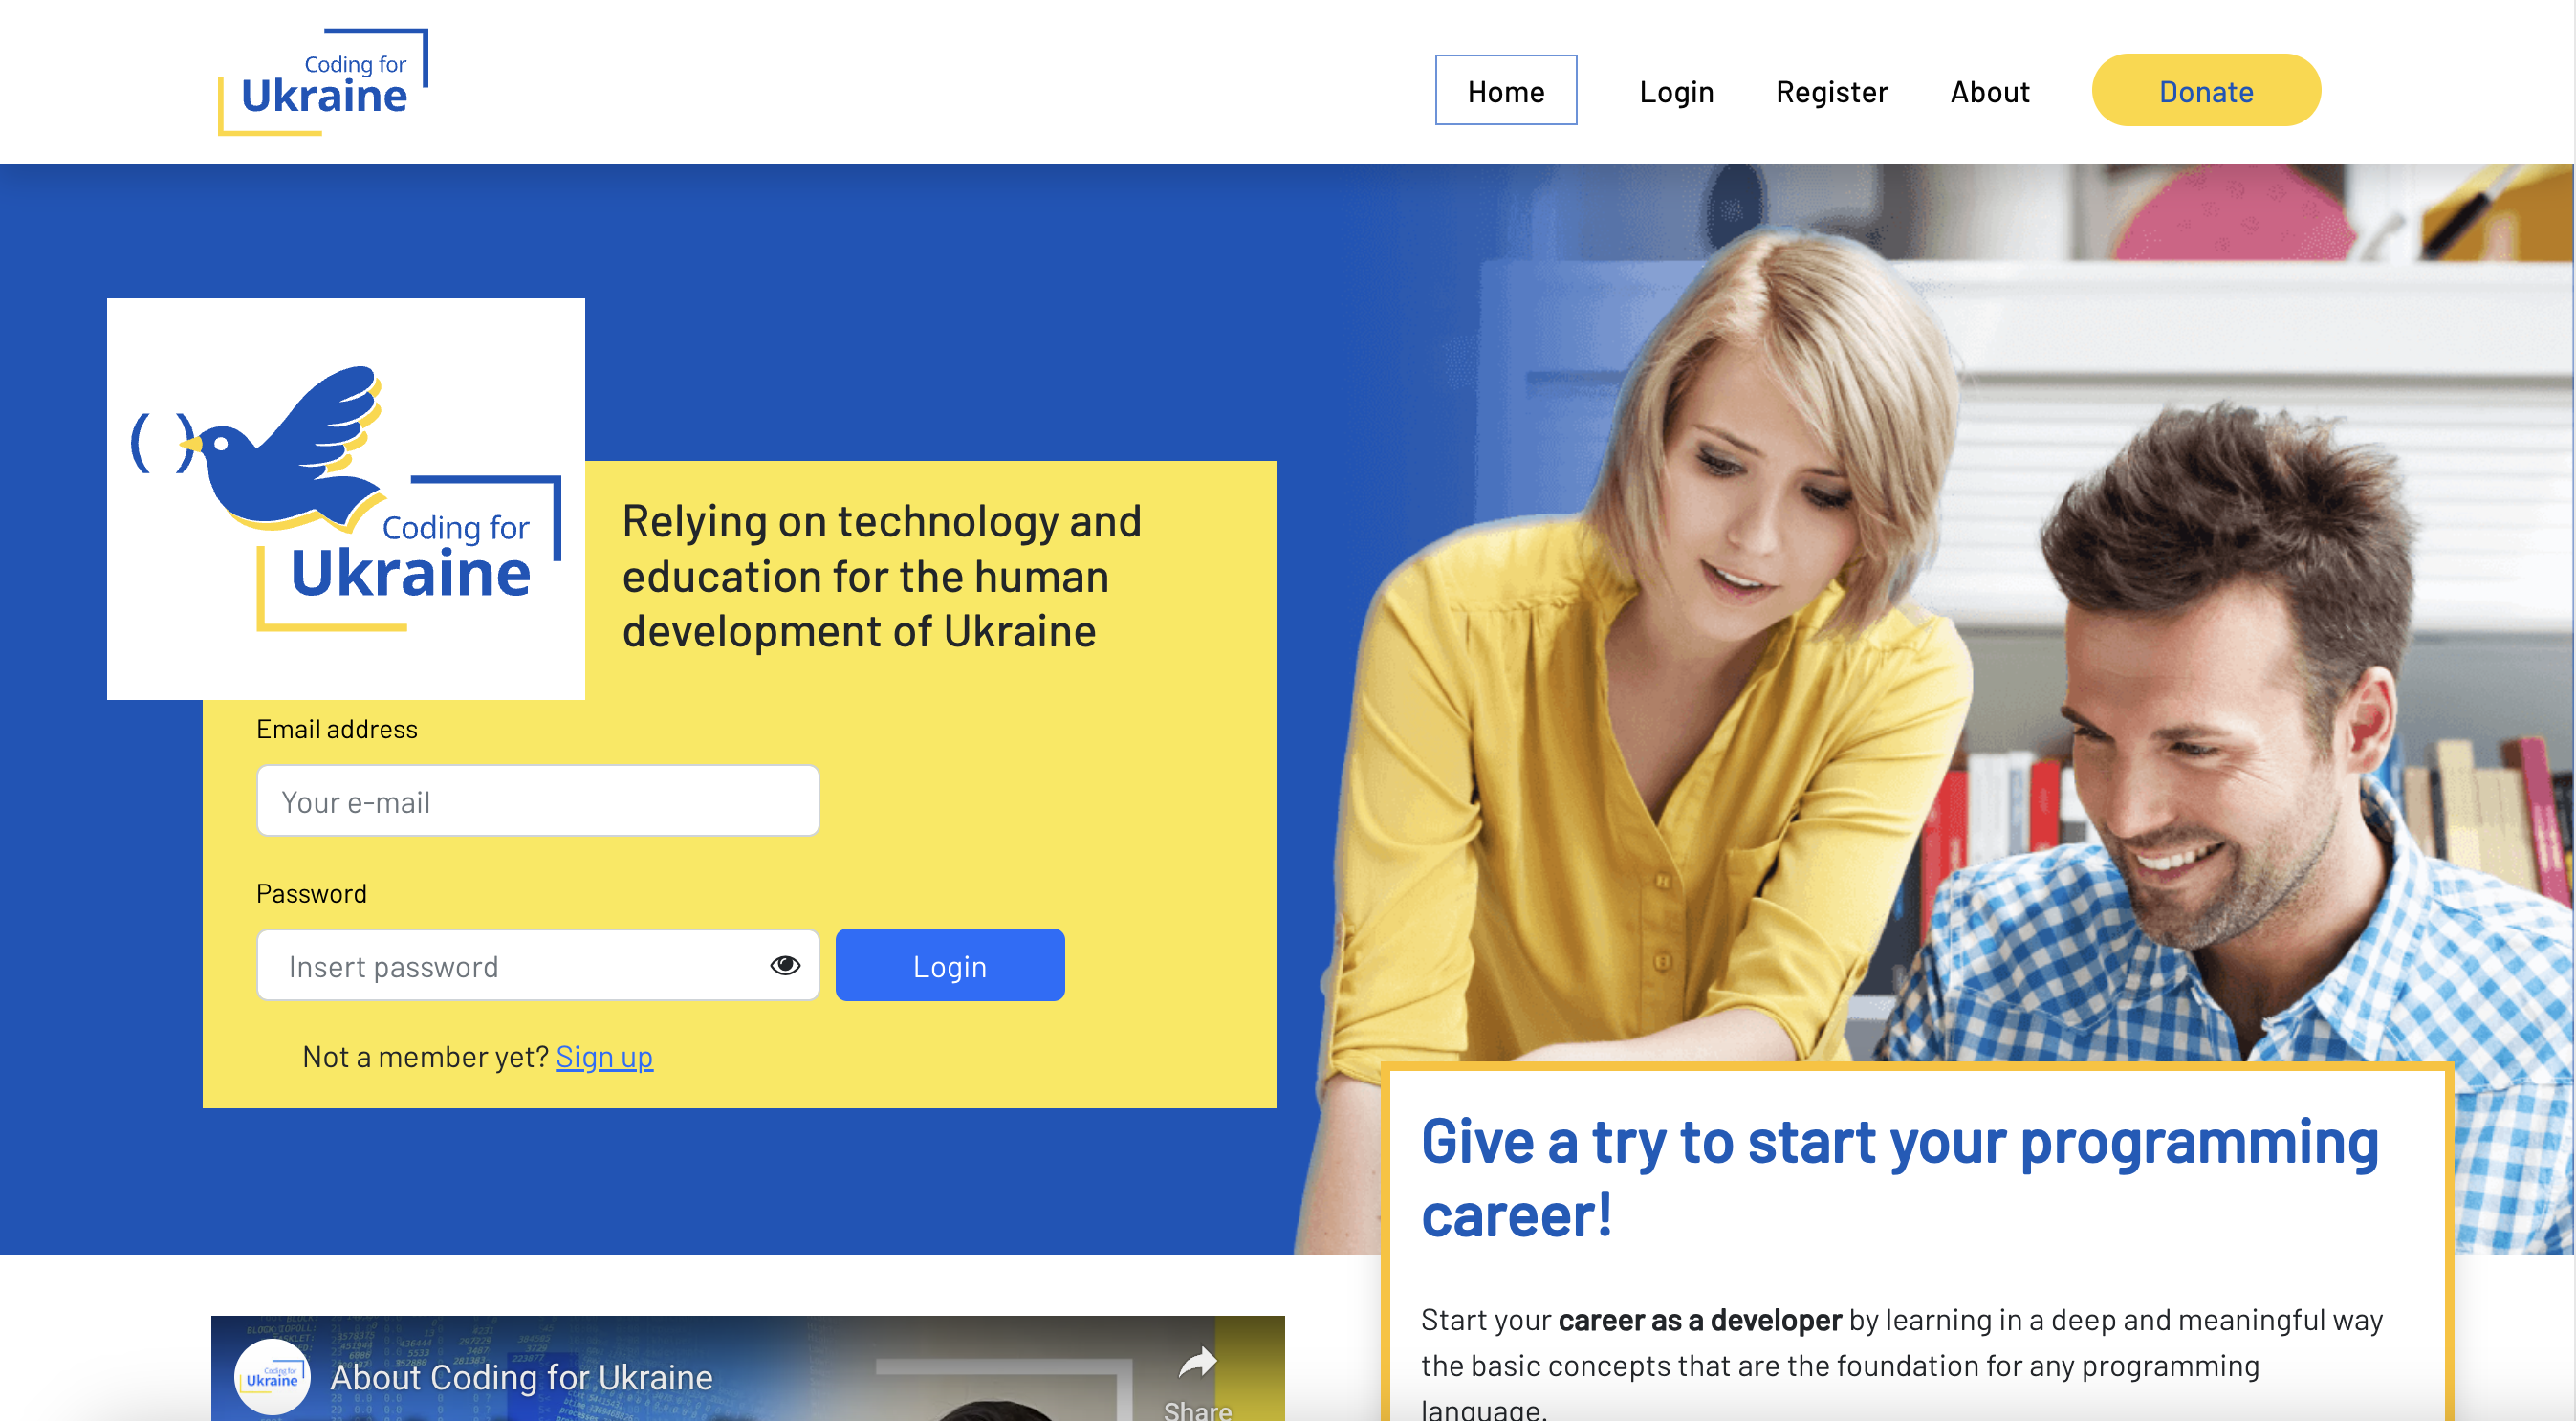 Coding for
Ukraine
Home
Login
Register
About
Donate
( )
Coding for
Ukraine
Relying on technology and
education for the human
development of Ukraine
Email address
Your e-mail
Password
Insert password
Login
Not a member yet? Sign up
Give a try to start your programming
career!
Start your career as a developer by learning in a deep and meaningful way
the basic concepts that are the foundation for any programming
language.
Coding for
Ukraine
About Coding for Ukraine
Share